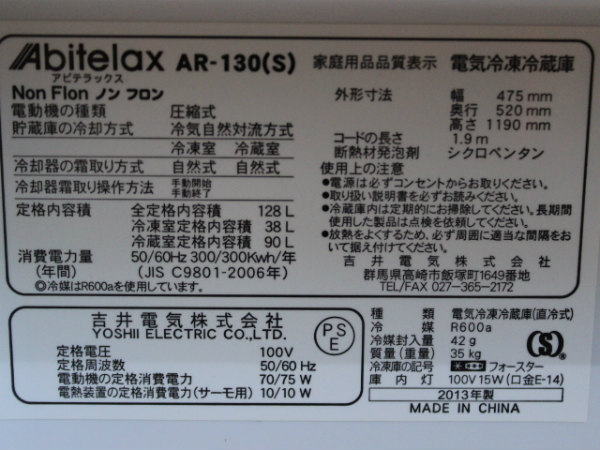 Abitelax AR-130(S) 家庭用品品質表示 電気冷凍冷蔵庫
アビテラックス
Non Flon ノン フロン
電動機の種類 圧縮式
貯蔵庫の冷却方式 冷気自然対流方式
冷凍室 冷蔵室
冷却器の霜取り方式 自然式 自然式
冷却器霜取り操作方法 手動開始
手動終了
定格内容積 全定格内容積 128 L
冷凍室定格内容積 38 L
冷蔵室定格内容積 90 L
消費電力量 50/60Hz 300/300Kwh/年
(年間) (JIS C9801-2006年)
◎冷媒はR600aを使用しています。
外形寸法 幅 475 mm
奥行 520 mm
高さ 1190 mm
コードの長さ 1.9 m
断熱材発泡剤 シクロペンタン
使用上の注意
●電源は必ずコンセントからお取りください。
●取り扱い説明書を必ずお読みください。
●冷蔵庫内は定期的にお掃除してください。長期間
使用した製品は点検を依頼してください。
●放熱をよくするため、必ず周囲に適当な間隔をお
いて据え付けてください。
吉井電気株式会社
群馬県高崎市飯塚町1649番地
TEL/FAX 027-365-2172
吉井電気株式会社
YOSHII ELECTRIC CO.,LTD.
PSE
定格電圧 100V
定格周波数 50/60 Hz
電動機の定格消費電力 70/75 W
電熱装置の定格消費電力(サーモ用) 10/10 W
種類 電気冷凍冷蔵庫(直冷式)
冷媒 R600a
冷媒封入量 42 g
質量(重量) 35 kg
冷凍庫の記号 フォースター
庫内灯 100V 15W (口金E-14)
(S)
2013年製
MADE IN CHINA